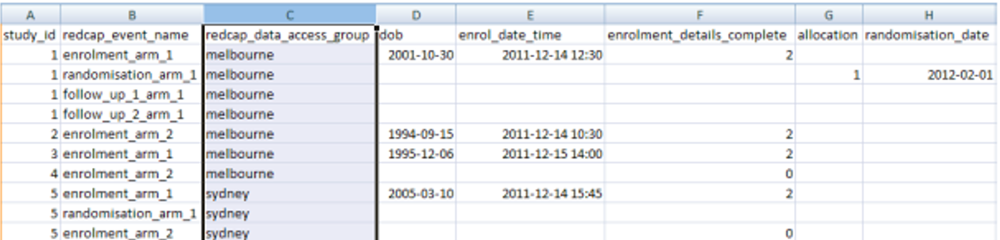 A B C D E F G H
study_id redcap_event_name redcap_data_access_group dob enrol_date_time enrolment_details_complete allocation randomisation_date
1 enrolment_arm_1 melbourne 2001-10-30 2011-12-14 12:30 2
1 randomisation_arm_1 melbourne 1 2012-02-01
1 follow_up_1_arm_1 melbourne
1 follow_up_2_arm_1 melbourne
2 enrolment_arm_2 melbourne 1994-09-15 2011-12-14 10:30 2
3 enrolment_arm_1 melbourne 1995-12-06 2011-12-15 14:00 2
4 enrolment_arm_2 melbourne 0
5 enrolment_arm_1 sydney 2005-03-10 2011-12-14 15:45 2
5 randomisation_arm_1 sydney
5 enrolment_arm_2 sydney 0